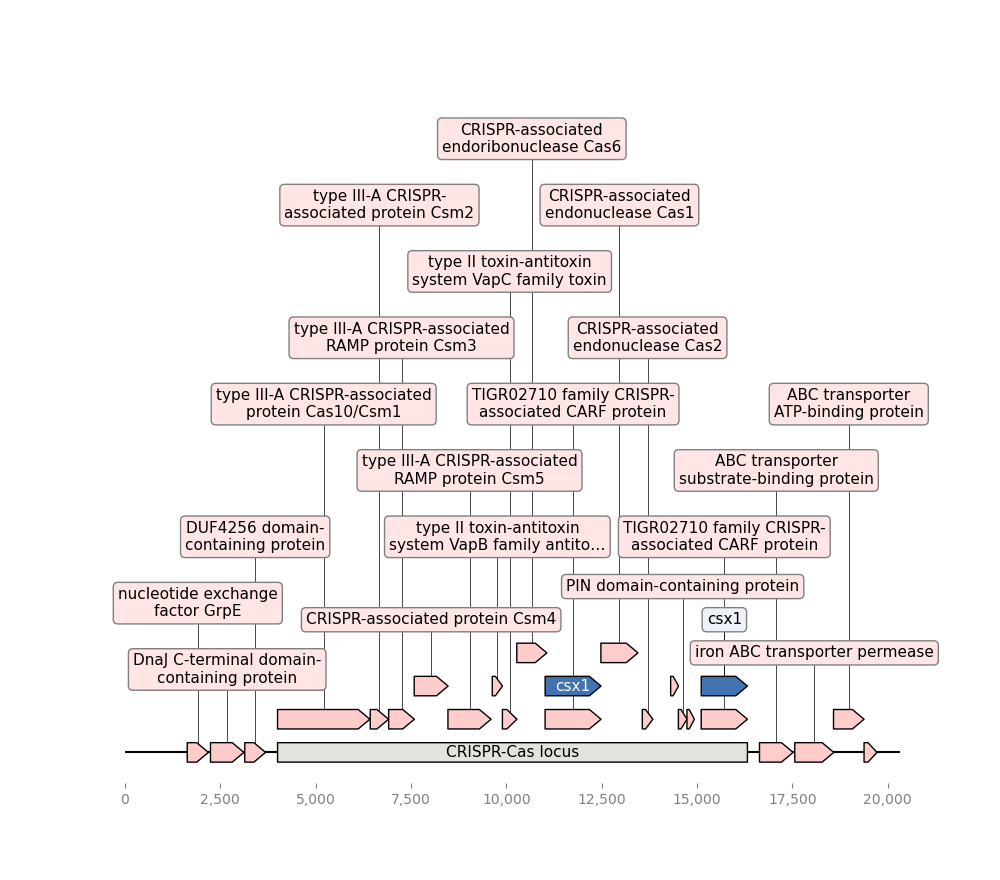 CRISPR-associated
endoribonuclease Cas6
type III-A CRISPR-
associated protein Csm2
CRISPR-associated
endonuclease Cas1
type II toxin-antitoxin
system VapC family toxin
type III-A CRISPR-associated
RAMP protein Csm3
CRISPR-associated
endonuclease Cas2
type III-A CRISPR-associated
protein Cas10/Csm1
TIGR02710 family CRISPR-
associated CARF protein
ABC transporter
ATP-binding protein
type III-A CRISPR-associated
RAMP protein Csm5
ABC transporter
substrate-binding protein
DUF4256 domain-
containing protein
type II toxin-antitoxin
system VapB family antito...
TIGR02710 family CRISPR-
associated CARF protein
PIN domain-containing protein
nucleotide exchange
factor GrpE
CRISPR-associated protein Csm4
csx1
iron ABC transporter permease
DnaJ C-terminal domain-
containing protein
csx1
CRISPR-Cas locus
0
2,500
5,000
7,500
10,000
12,500
15,000
17,500
20,000